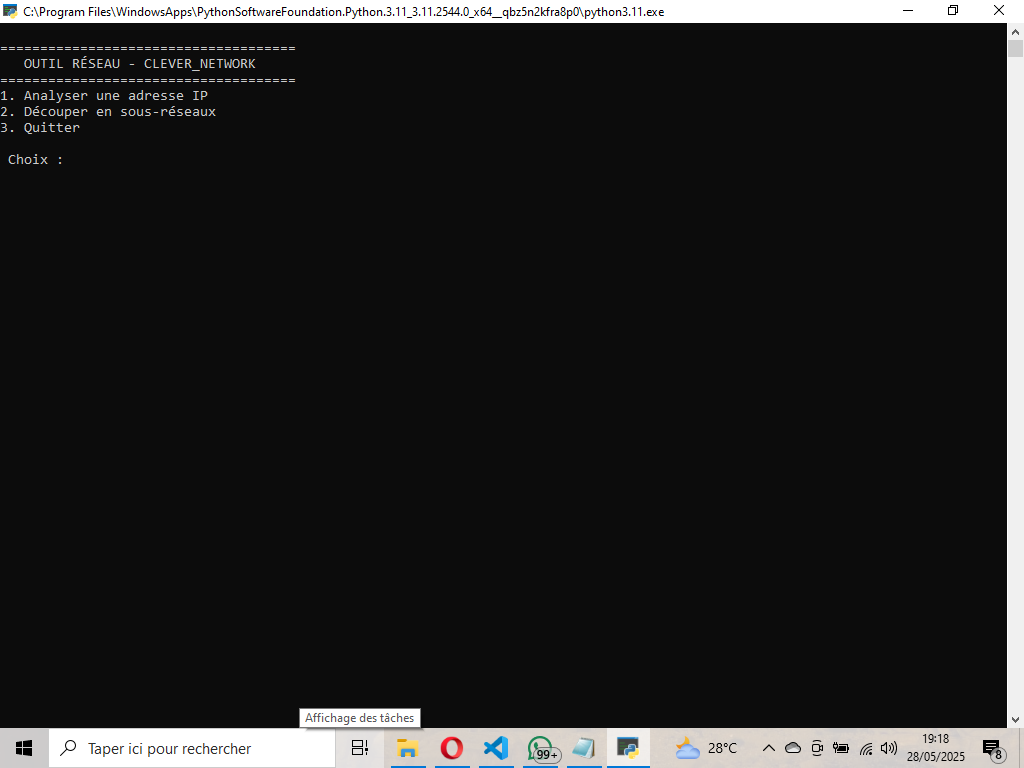 C:\Program Files\WindowsApps\PythonSoftwareFoundation.Python.3.11_3.11.2544.0_x64__qbz5n2kfra8p0\python3.11.exe
=====================================
OUTIL RÉSEAU - CLEVER_NETWORK
=====================================
1. Analyser une adresse IP
2. Découper en sous-réseaux
3. Quitter
Choix :
Affichage des tâches
Taper ici pour rechercher
99+
28°C
19:18
28/05/2025
8